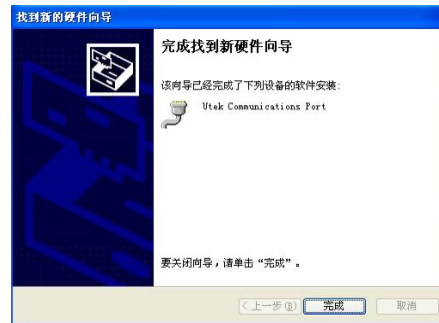 找到新的硬件向导
完成找到新硬件向导
该向导已经完成了下列设备的软件安装:
Utek Communications Port
要关闭向导，请单击“完成”。
<上一步(B)
完成
取消